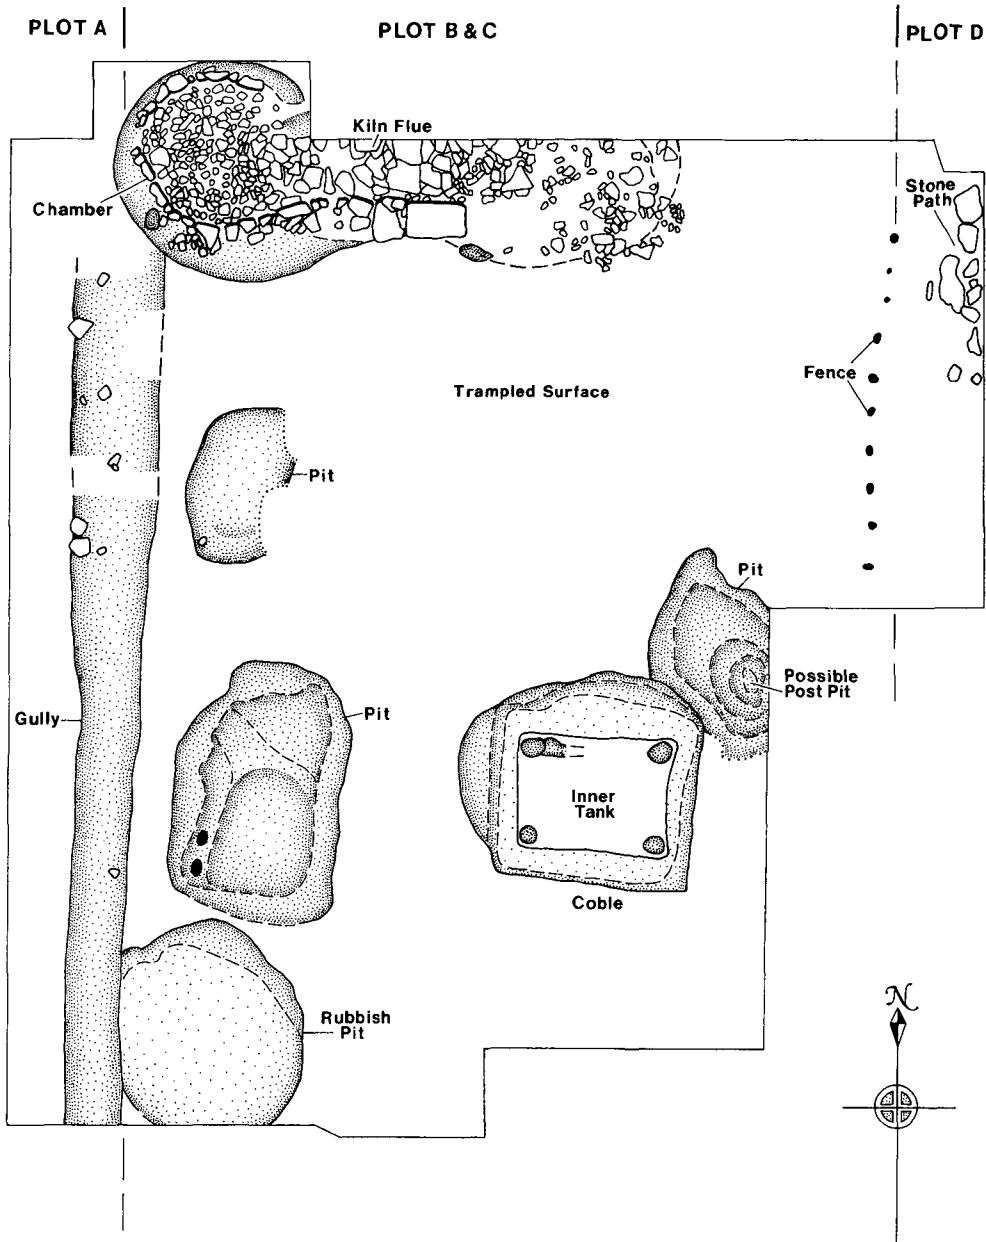 PLOT A
PLOT B & C
PLOT D
Kiln Flue
Chamber
Stone
Path
Fence
Trampled Surface
Pit
Pit
Possible
Post Pit
Gully
Pit
Inner
Tank
Coble
Rubbish
Pit
N